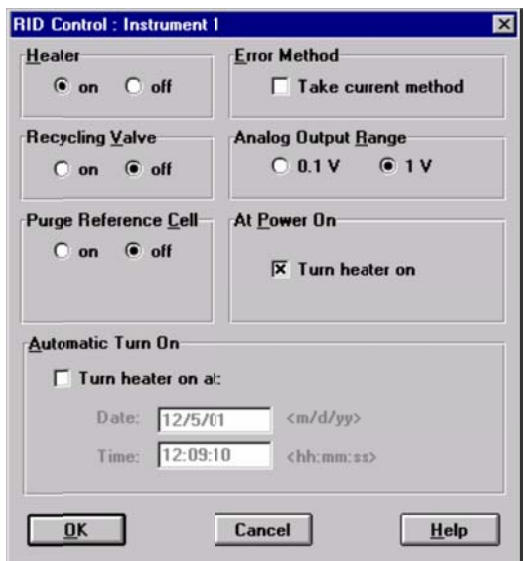 RID Control : Instrument 1
Heater
on off
Error Method
Take current method
Recycling Valve
on off
Analog Output Range
0.1 V 1 V
Purge Reference Cell
on off
At Power On
Turn heater on
Automatic Turn On
Turn heater on at:
Date: 12/5/01 <m/d/yy>
Time: 12:09:10 <hh:mm:ss>
OK Cancel Help